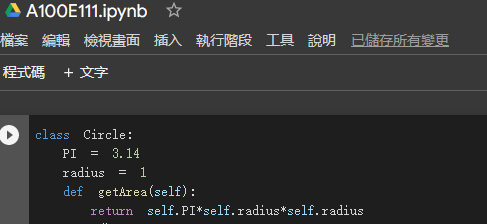 A100E111.ipynb
檔案 編輯 檢視畫面 插入 執行階段 工具 說明 已儲存所有變更
程式碼 + 文字
class Circle:
PI = 3.14
radius = 1
def getArea(self):
return self.PI*self.radius*self.radius